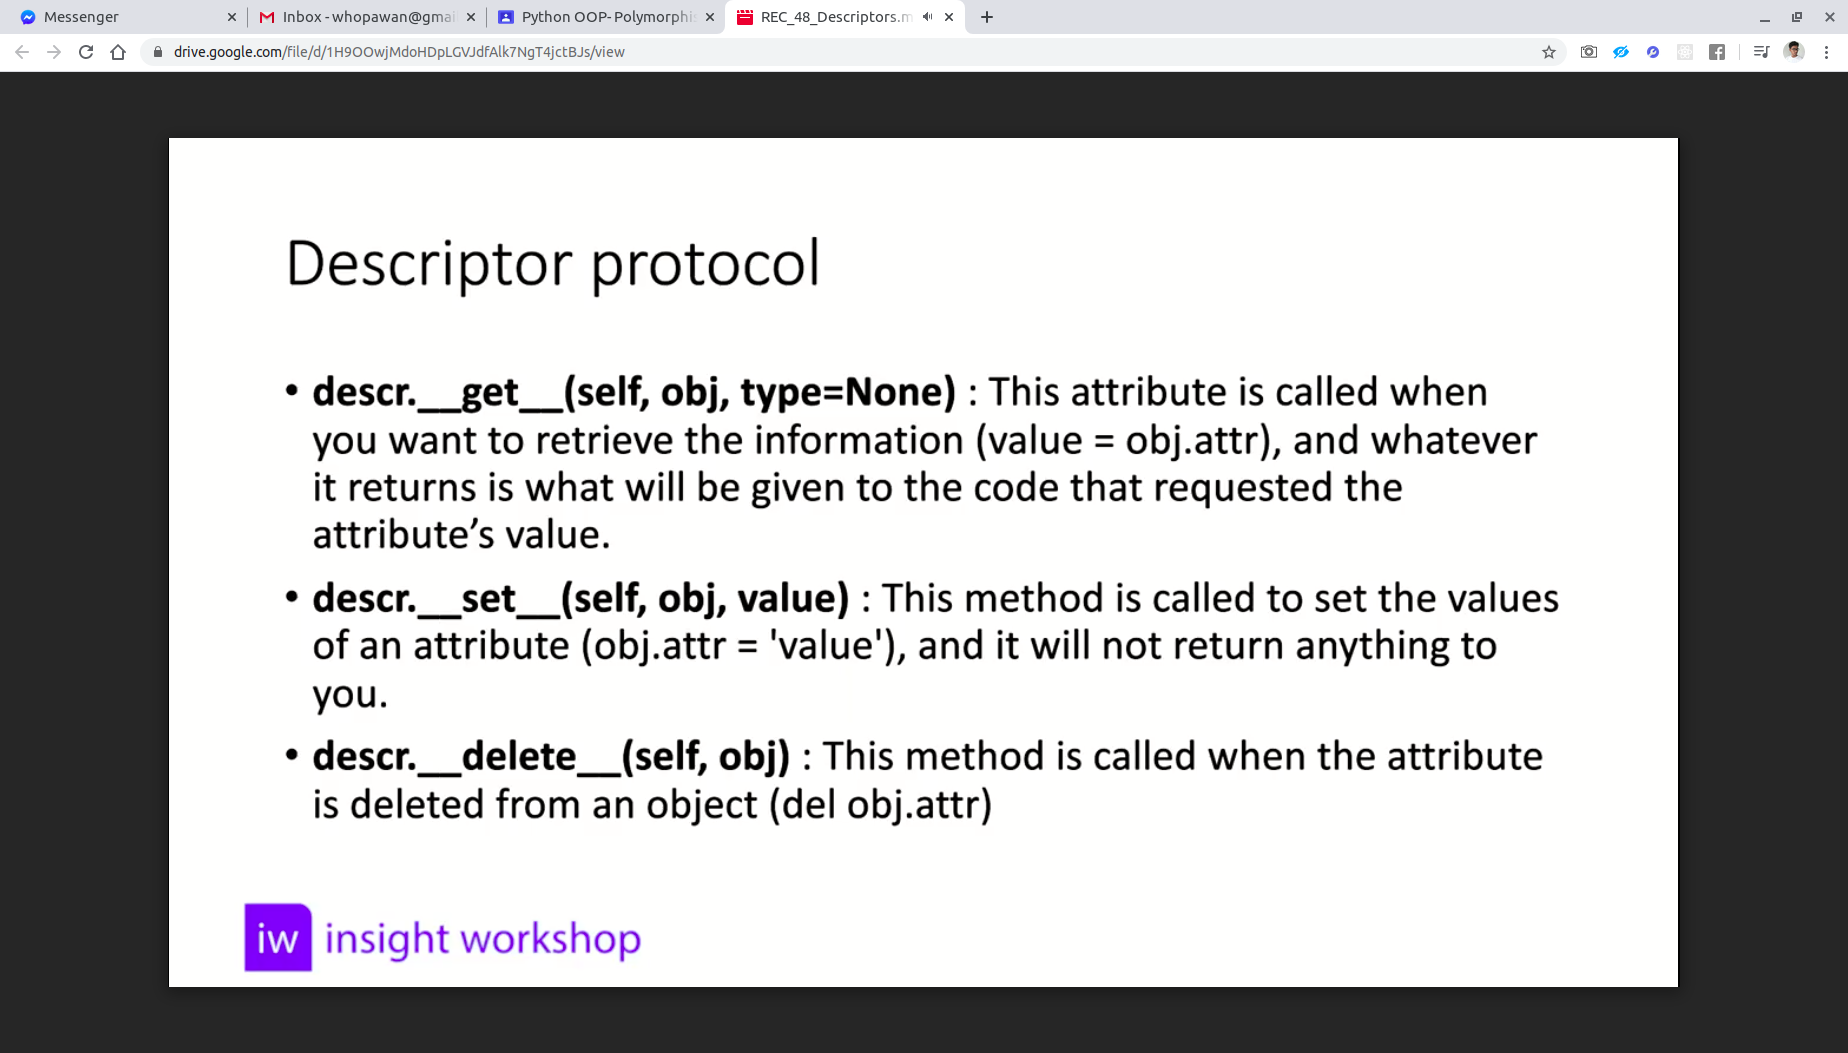 Messenger
Inbox - whopawan@gmai
Python OOP- Polymorphis
REC_48_Descriptors.m
drive.google.com/file/d/1H9OOwjMdoHDpLGVJdfAlk7NgT4jctBJs/view
Descriptor protocol
• descr.__get__(self, obj, type=None) : This attribute is called when
you want to retrieve the information (value = obj.attr), and whatever
it returns is what will be given to the code that requested the
attribute’s value.
• descr.__set__(self, obj, value) : This method is called to set the values
of an attribute (obj.attr = 'value'), and it will not return anything to
you.
• descr.__delete__(self, obj) : This method is called when the attribute
is deleted from an object (del obj.attr)
iw insight workshop